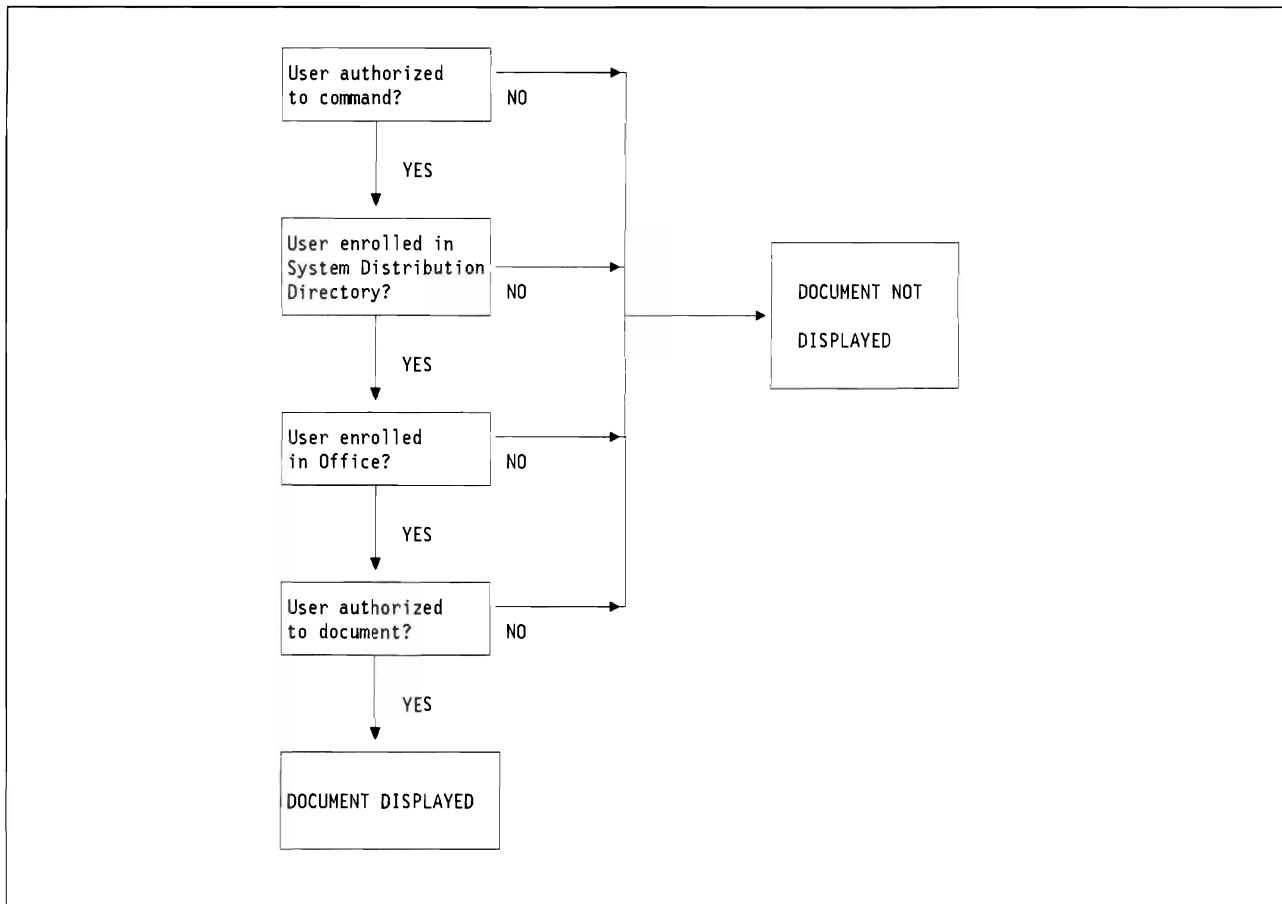 User authorized
to command?
NO
YES
User enrolled in
System Distribution
Directory?
NO
DOCUMENT NOT
DISPLAYED
YES
User enrolled
in Office?
NO
YES
User authorized
to document?
NO
YES
DOCUMENT DISPLAYED